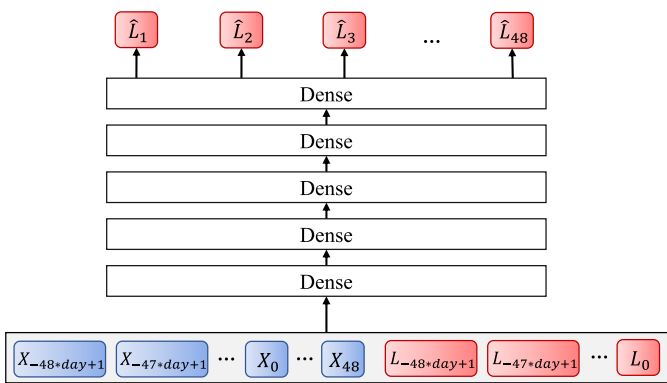 L̂₁ L̂₂ L̂₃ ... L̂₄₈
Dense
Dense
Dense
Dense
Dense
X₋₄₈*day+1 X₋₄₇*day+1 ... X₀ ... X₄₈ L₋₄₈*day+1 L₋₄₇*day+1 ... L₀